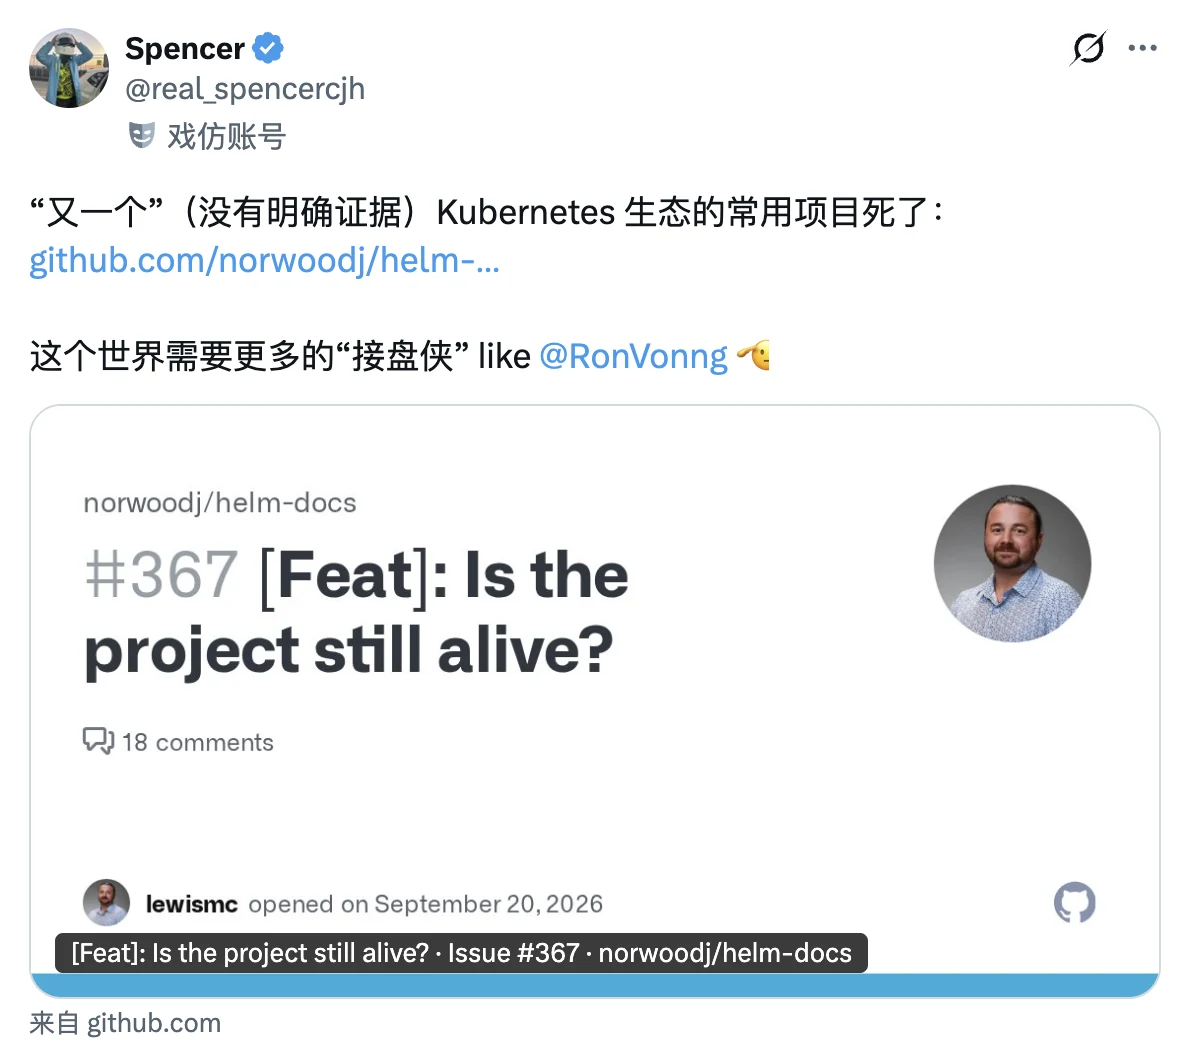 Spencer
@real_spencercjh
戏仿账号
“又一个”（没有明确证据）Kubernetes 生态的常用项目死了：
github.com/norwoodj/helm-...
这个世界需要更多的“接盘侠” like @RonVonng
norwoodj/helm-docs
#367 [Feat]: Is the
project still alive?
18 comments
lewismc opened on September 20, 2026
[Feat]: Is the project still alive? · Issue #367 · norwoodj/helm-docs
来自 github.com